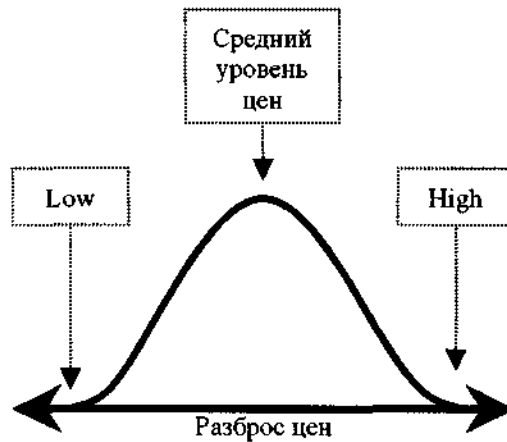 Средний
уровень
цен
Low
High
Разброс цен